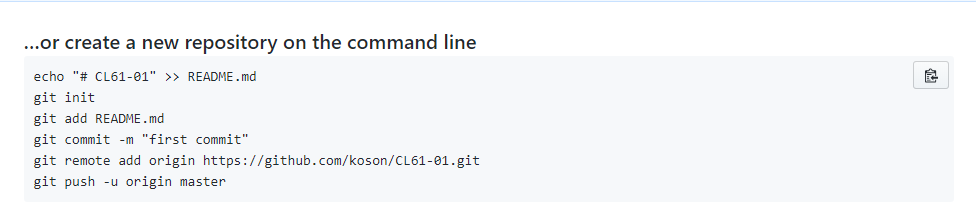 ...or create a new repository on the command line
echo "# CL61-01" >> README.md
git init
git add README.md
git commit -m "first commit"
git remote add origin https://github.com/koson/CL61-01.git
git push -u origin master